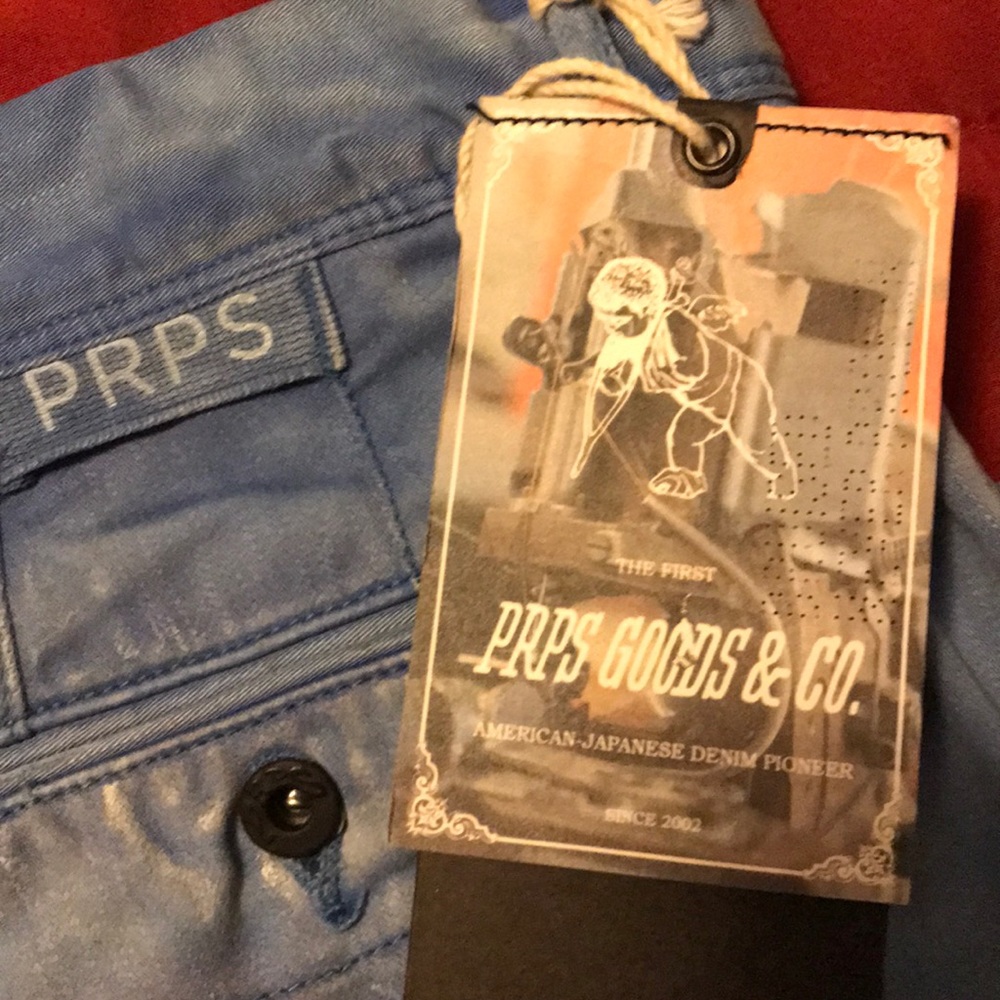 PRPS
THE FIRST
PRPS GOODS & CO.
AMERICAN-JAPANESE DENIM PIONEER
SINCE 2002